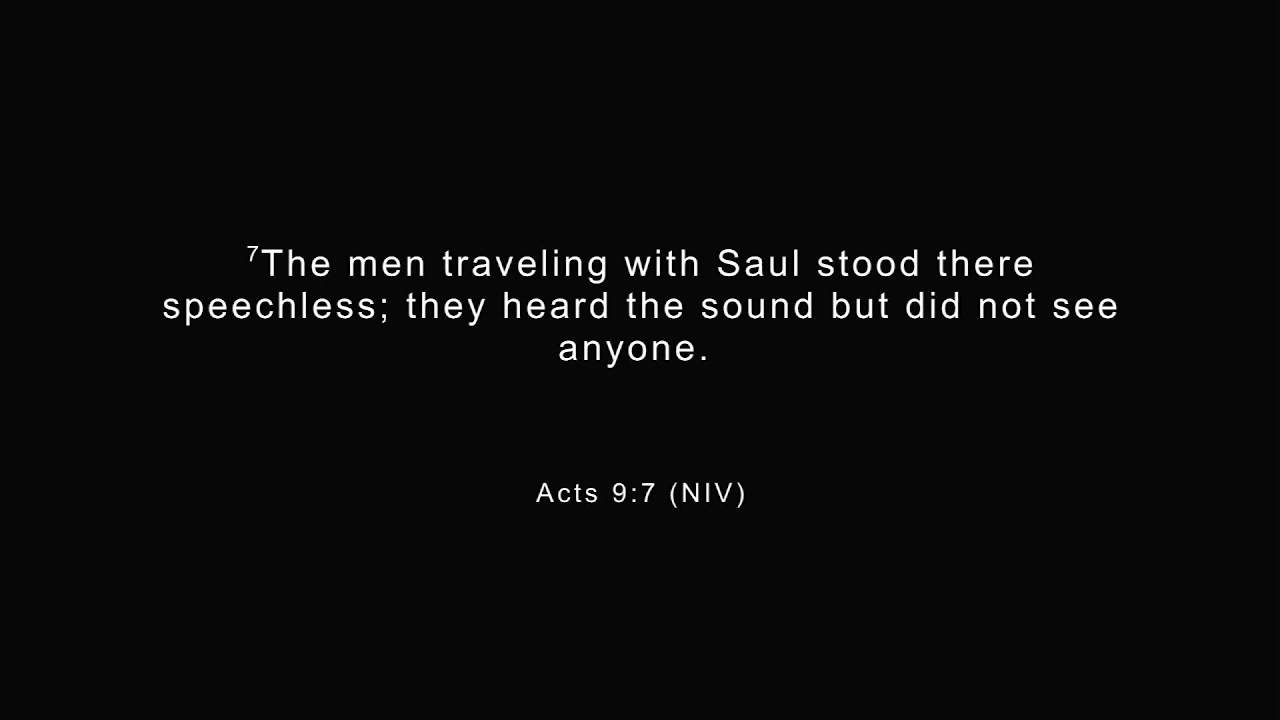 ⁷The men traveling with Saul stood there
speechless; they heard the sound but did not see
anyone.
Acts 9:7 (NIV)